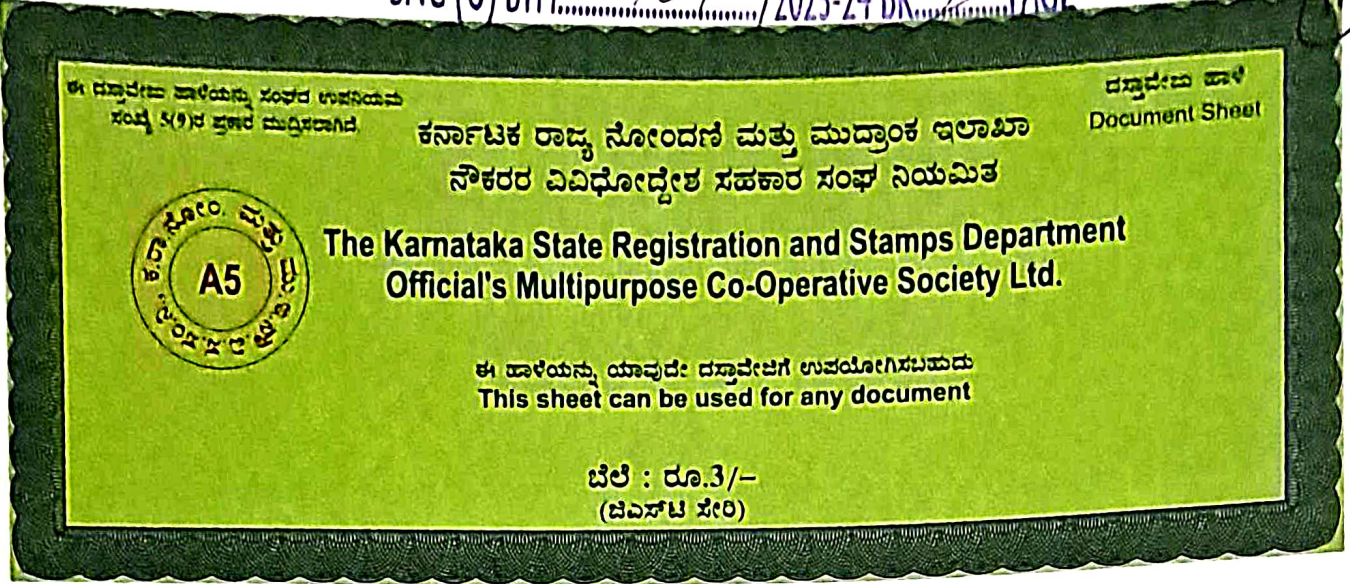 /2023-24
ಈ ದಸ್ತಾವೇಜು ಹಾಳೆಯನ್ನು ಸಂಘದ ಉಪನಿಯಮ
ಸಂಖ್ಯೆ 5(9)ರ ಪ್ರಕಾರ ಮುದ್ರಿಸಲಾಗಿದೆ.
ದಸ್ತಾವೇಜು ಹಾಳೆ
Document Sheet
ಕರ್ನಾಟಕ ರಾಜ್ಯ ನೋಂದಣಿ ಮತ್ತು ಮುದ್ರಾಂಕ ಇಲಾಖಾ
ನೌಕರರ ವಿವಿಧೋದ್ದೇಶ ಸಹಕಾರ ಸಂಘ ನಿಯಮಿತ
A5
The Karnataka State Registration and Stamps Department
Official's Multipurpose Co-Operative Society Ltd.
ಈ ಹಾಳೆಯನ್ನು ಯಾವುದೇ ದಸ್ತಾವೇಜಿಗೆ ಉಪಯೋಗಿಸಬಹುದು
This sheet can be used for any document
ಬೆಲೆ : ರೂ.3/–
(ಜಿಎಸ್‌ಟಿ ಸೇರಿ)